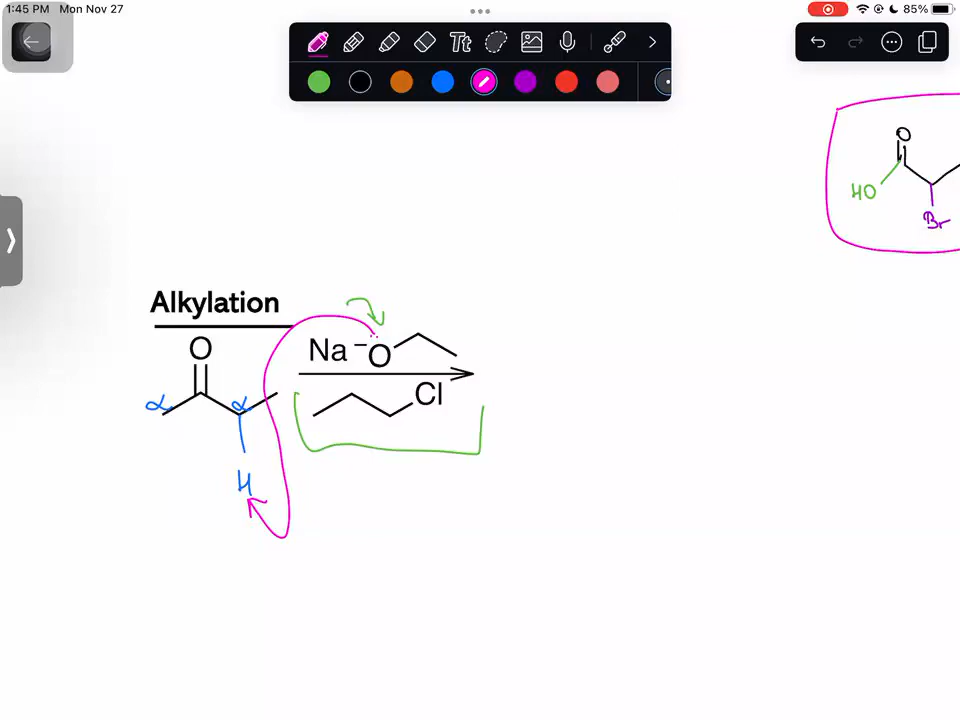 1:45 PM Mon Nov 27
85%
Tt
O
HO
Br
Alkylation
O
Na ⁻O
α α
Cl
H